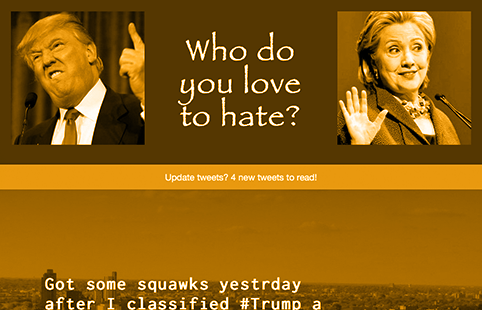 Who do
you love
to hate?
Update tweets? 4 new tweets to read!
Got some squawks yestrday
after I classified #Trump a